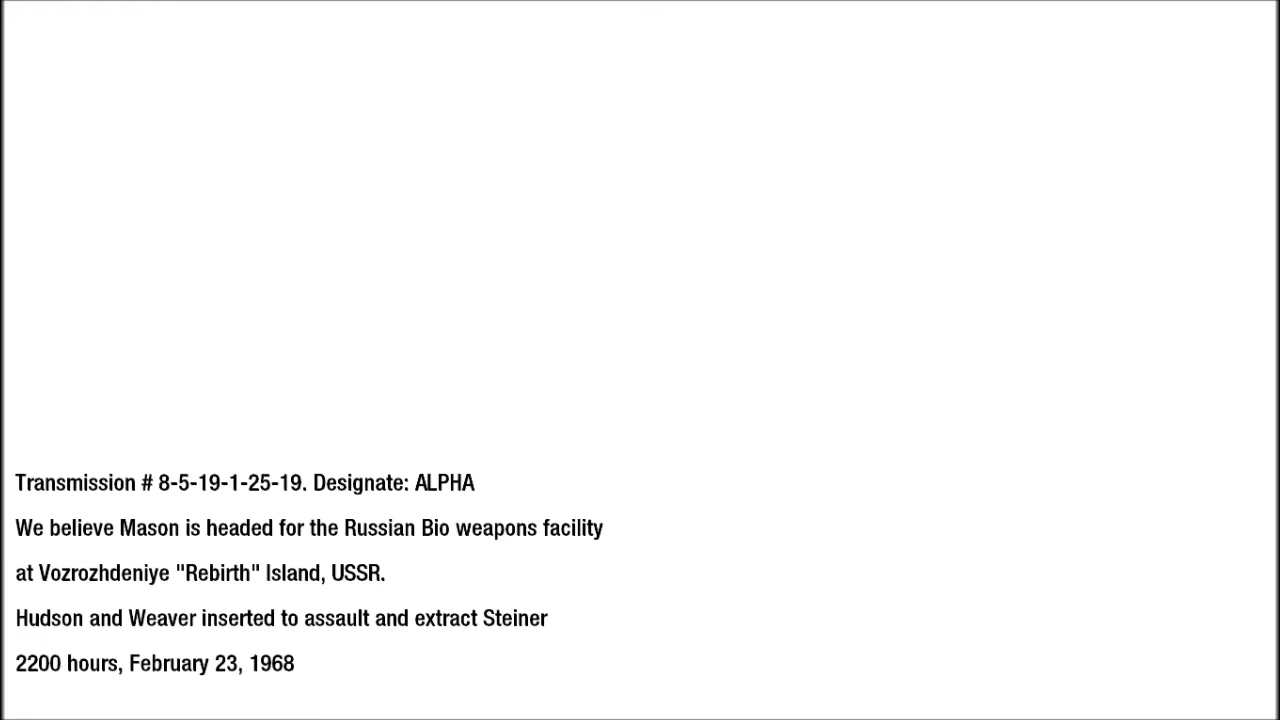 Transmission # 8-5-19-1-25-19. Designate: ALPHA
We believe Mason is headed for the Russian Bio weapons facility
at Vozrozhdeniye "Rebirth" Island, USSR.
Hudson and Weaver inserted to assault and extract Steiner
2200 hours, February 23, 1968